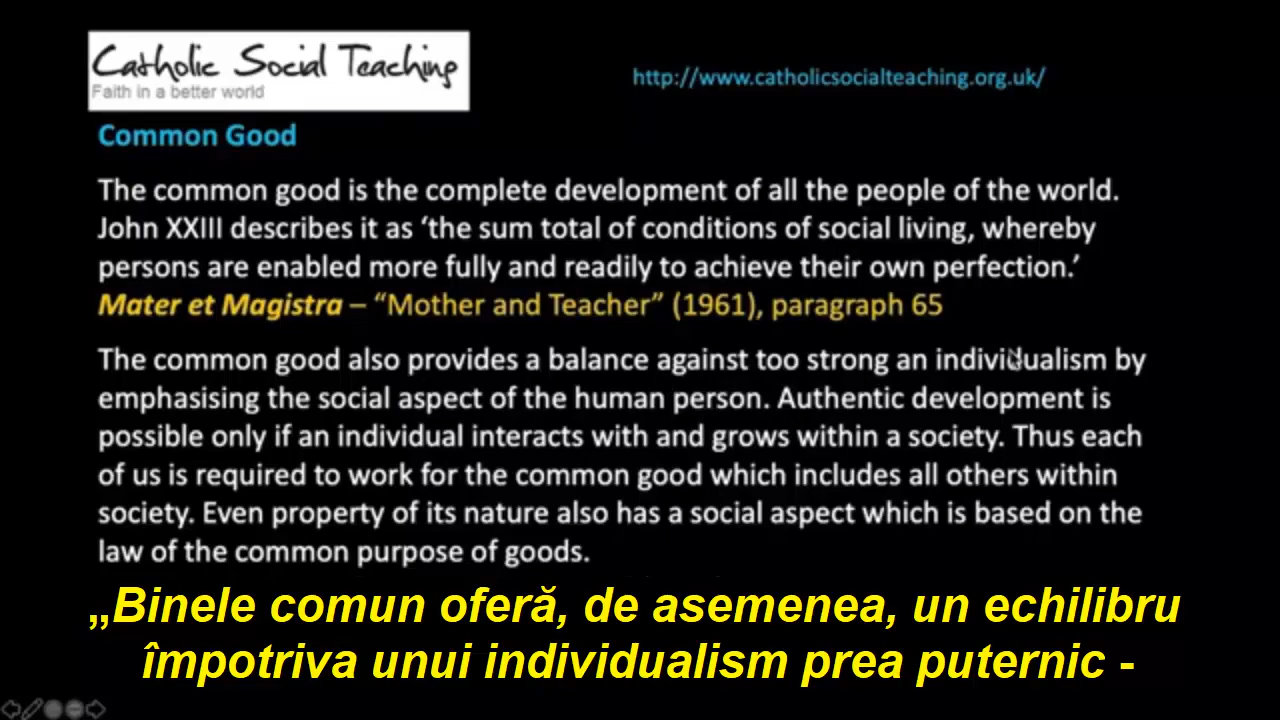 Catholic Social Teaching
Faith in a better world
http://www.catholicsocialteaching.org.uk/
Common Good
The common good is the complete development of all the people of the world.
John XXIII describes it as ‘the sum total of conditions of social living, whereby
persons are enabled more fully and readily to achieve their own perfection.’
Mater et Magistra – “Mother and Teacher” (1961), paragraph 65
The common good also provides a balance against too strong an individualism by
emphasising the social aspect of the human person. Authentic development is
possible only if an individual interacts with and grows within a society. Thus each
of us is required to work for the common good which includes all others within
society. Even property of its nature also has a social aspect which is based on the
law of the common purpose of goods.
„Binele comun oferă, de asemenea, un echilibru
împotriva unui individualism prea puternic -